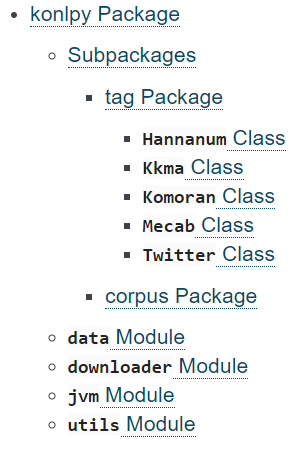 konlpy Package
Subpackages
tag Package
Hannanum Class
Kkma Class
Komoran Class
Mecab Class
Twitter Class
corpus Package
data Module
downloader Module
jvm Module
utils Module